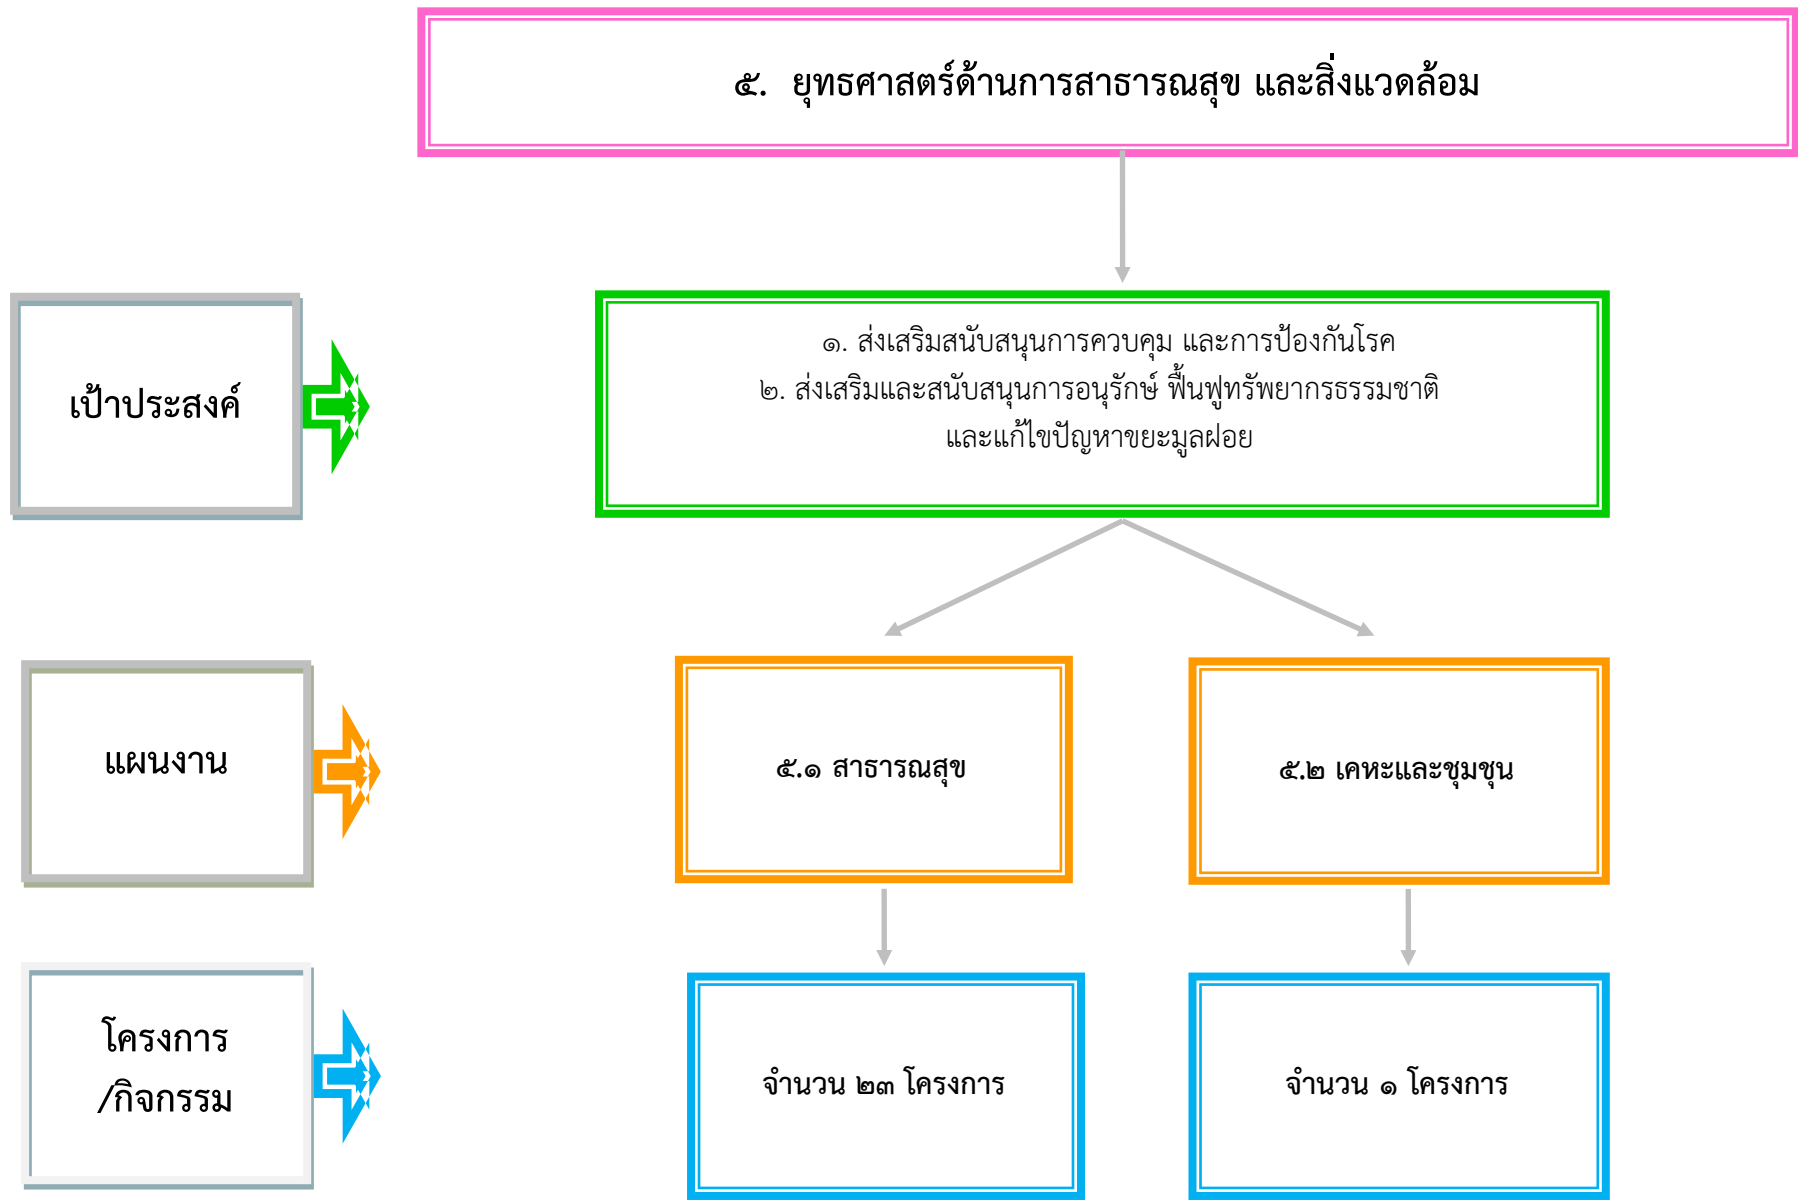 ๕. ยุทธศาสตร์ด้านการสาธารณสุข และสิ่งแวดล้อม
เป้าประสงค์
๑. ส่งเสริมสนับสนุนการควบคุม และการป้องกันโรค
๒. ส่งเสริมและสนับสนุนการอนุรักษ์ ฟื้นฟูทรัพยากรธรรมชาติ
และแก้ไขปัญหาขยะมูลฝอย
แผนงาน
๕.๑ สาธารณสุข
๕.๒ เคหะและชุมชุน
โครงการ
/กิจกรรม
จำนวน ๒๓ โครงการ
จำนวน ๑ โครงการ